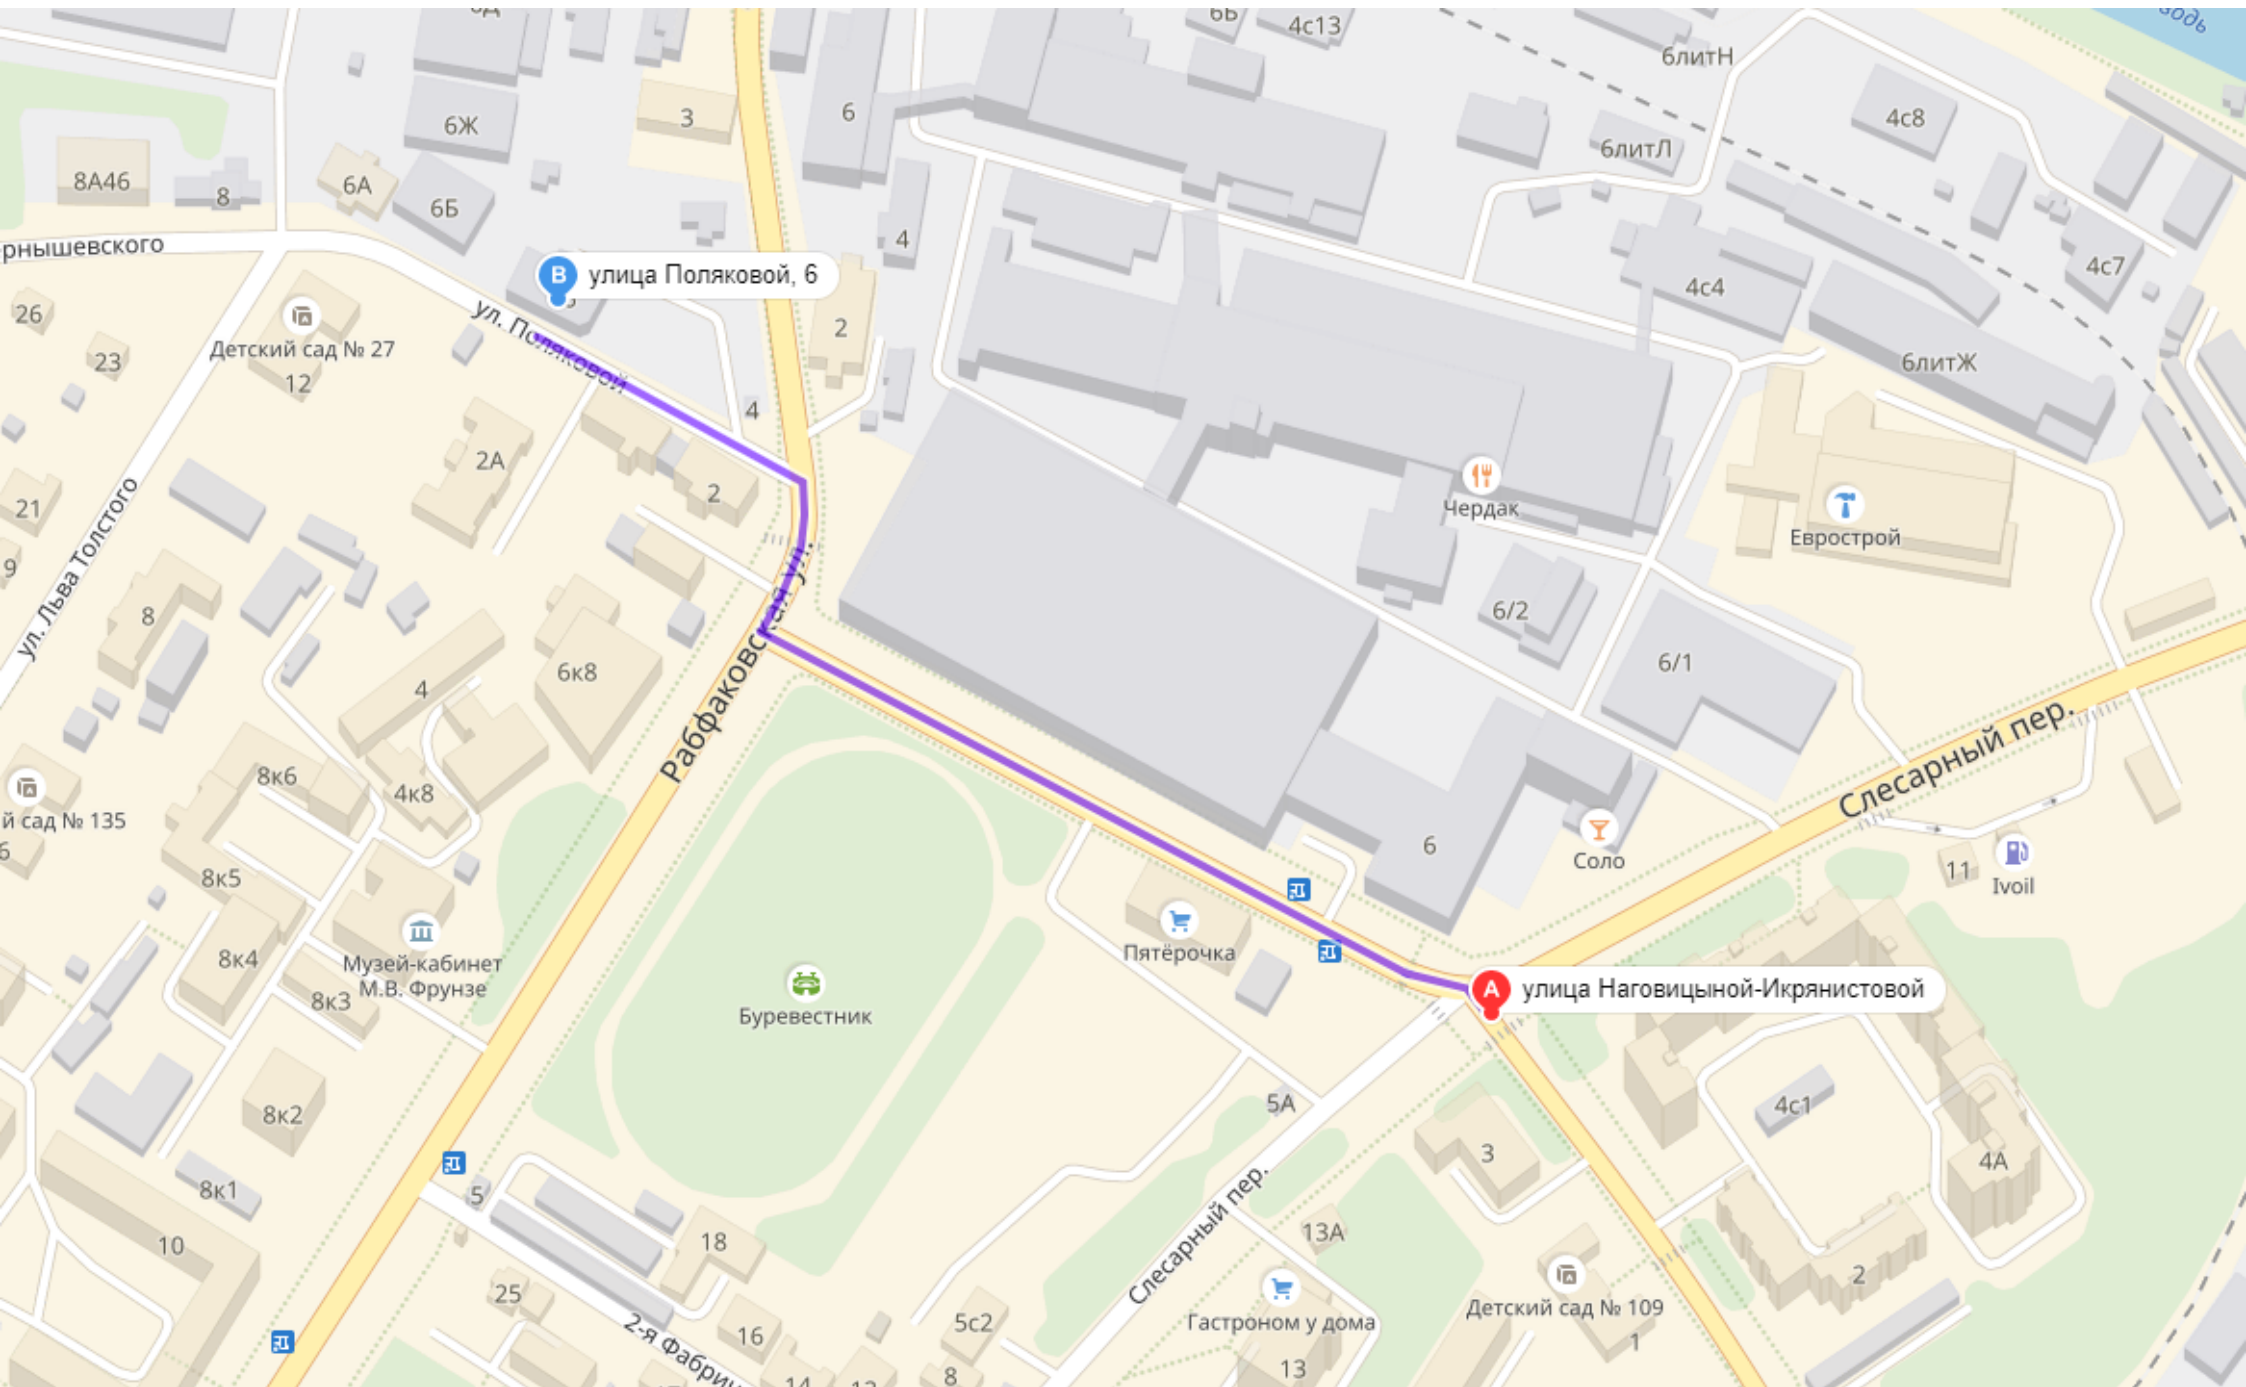 6Б
4с13
водь
6литН
3
6
6Ж
4с8
6литЛ
8А46
8
6А
6Б
4
4с7
4с4
B улица Поляковой, 6
26
ул. Поляковой
2
Детский сад № 27
12
23
6литЖ
4
2А
2
21
Чердак
Еврострой
9
ул. Льва Толстого
8
6/2
6/1
6к8
4
Рабфаковская ул.
Слесарный пер.
8к6
4к8
й сад № 135
6
8к5
6
Соло
11
Ivoil
8к4
Музей-кабинет
М.В. Фрунзе
8к3
Пятёрочка
Буревестник
A улица Наговицыной-Икрянистовой
8к2
5А
4с1
3
4А
8к1
5
10
18
13А
Слесарный пер.
25
2
Детский сад № 109
1
2-я Фабрич
16
5с2
Гастроном у дома
13
8
14